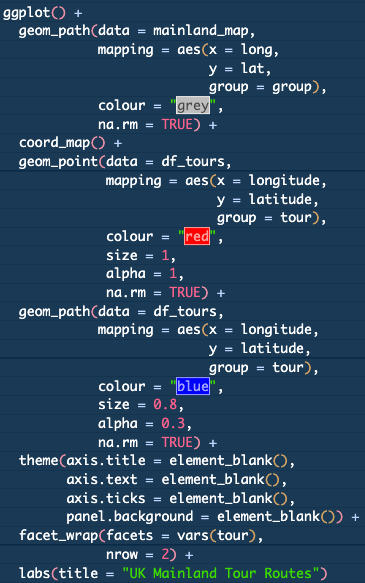 ggplot() +
  geom_path(data = mainland_map,
            mapping = aes(x = long,
                          y = lat,
                          group = group),
            colour = "grey",
            na.rm = TRUE) +
  coord_map() +
  geom_point(data = df_tours,
             mapping = aes(x = longitude,
                           y = latitude,
                           group = tour),
             colour = "red",
             size = 1,
             alpha = 1,
             na.rm = TRUE) +
  geom_path(data = df_tours,
            mapping = aes(x = longitude,
                          y = latitude,
                          group = tour),
            colour = "blue",
            size = 0.8,
            alpha = 0.3,
            na.rm = TRUE) +
  theme(axis.title = element_blank(),
        axis.text = element_blank(),
        axis.ticks = element_blank(),
        panel.background = element_blank()) +
  facet_wrap(facets = vars(tour),
             nrow = 2) +
  labs(title = "UK Mainland Tour Routes")